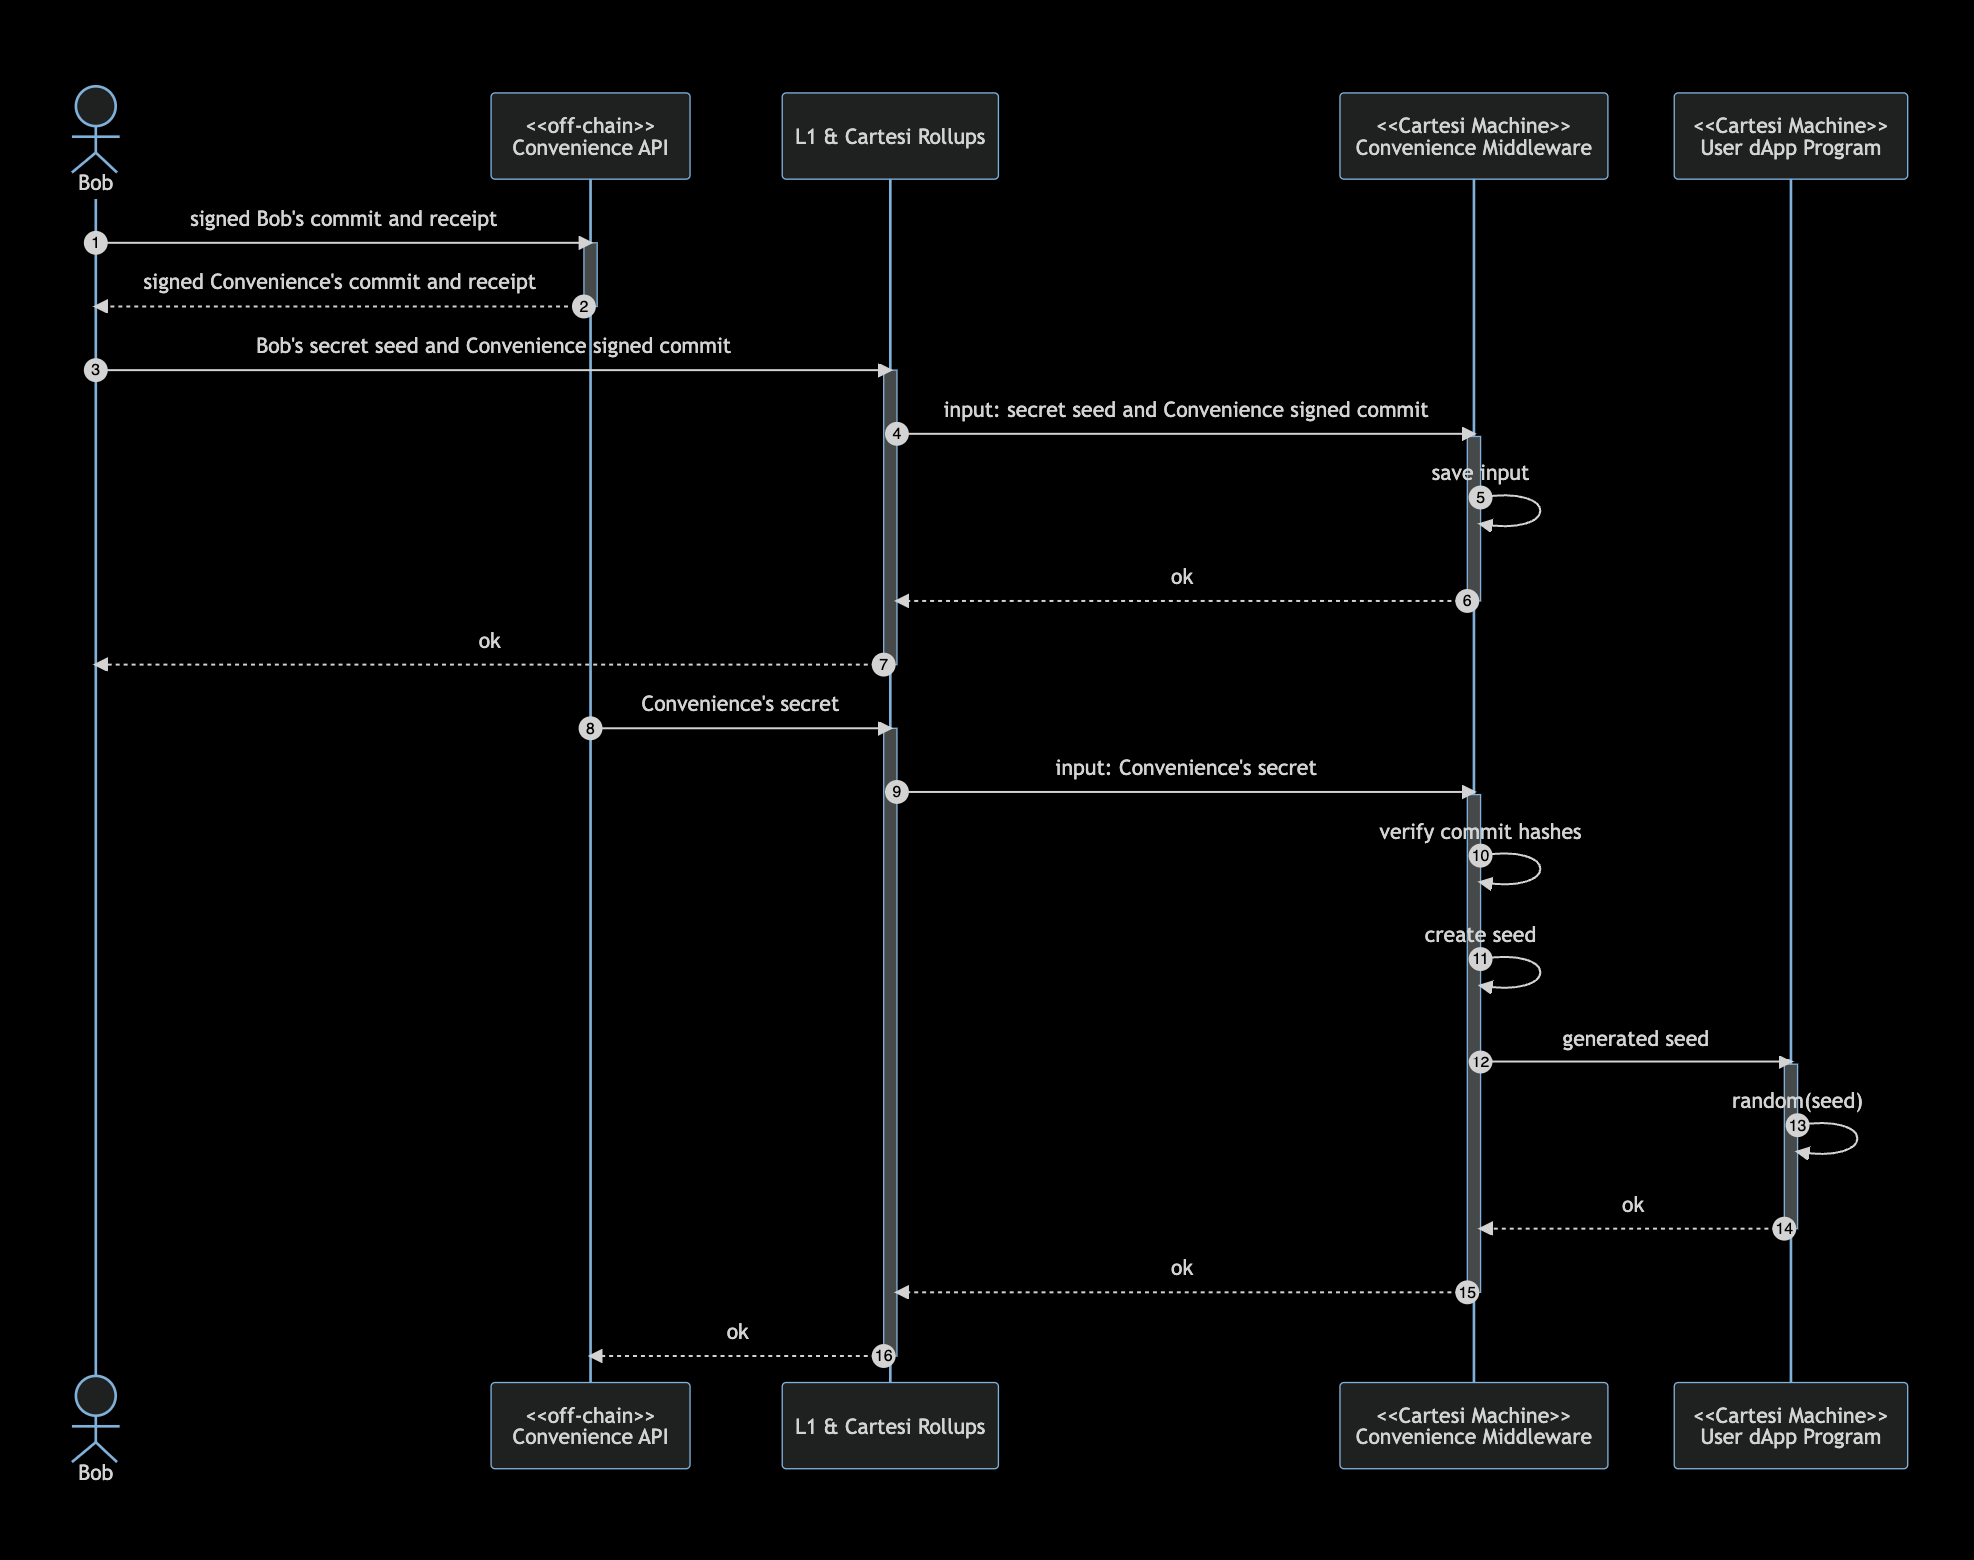 <<off-chain>>
Convenience API
L1 & Cartesi Rollups
<<Cartesi Machine>>
Convenience Middleware
<<Cartesi Machine>>
User dApp Program
Bob
signed Bob's commit and receipt
1
signed Convenience's commit and receipt
2
Bob's secret seed and Convenience signed commit
3
input: secret seed and Convenience signed commit
4
save input
5
ok
6
ok
7
Convenience's secret
8
input: Convenience's secret
9
verify commit hashes
10
create seed
11
generated seed
12
random(seed)
13
ok
14
ok
15
ok
16
<<off-chain>>
Convenience API
L1 & Cartesi Rollups
<<Cartesi Machine>>
Convenience Middleware
<<Cartesi Machine>>
User dApp Program
Bob